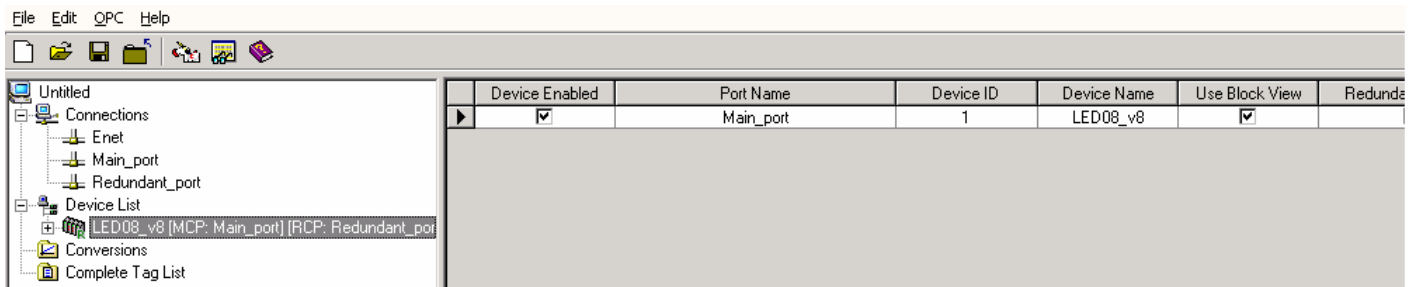 File Edit OPC Help
Untitled
Connections
Enet
Main_port
Redundant_port
Device List
LED08_v8 [MCP: Main_port] [RCP: Redundant_por
Conversions
Complete Tag List
Device Enabled Port Name Device ID Device Name Use Block View Redunda
Main_port 1 LED08_v8